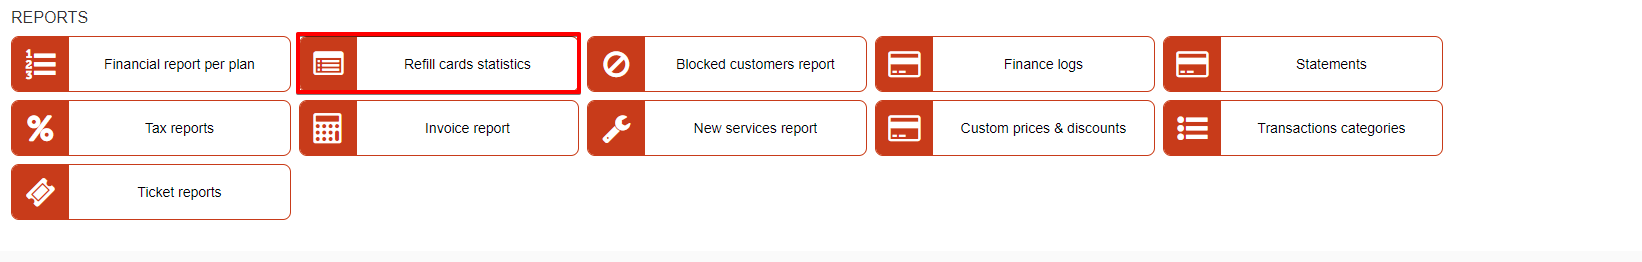 REPORTS
Financial report per plan
Refill cards statistics
Blocked customers report
Finance logs
Statements
Tax reports
Invoice report
New services report
Custom prices & discounts
Transactions categories
Ticket reports